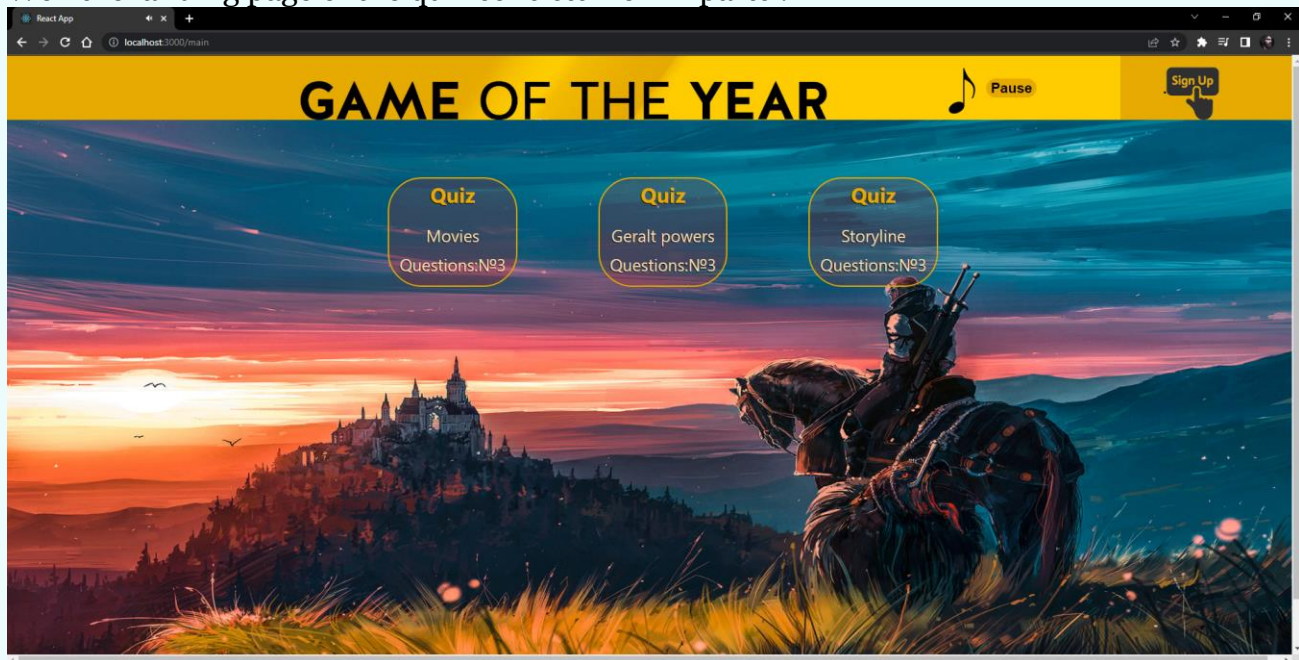 React App
localhost:3000/main
GAME OF THE YEAR
Pause
Sign Up
Quiz
Movies
Questions:Nº3
Quiz
Geralt powers
Questions:Nº3
Quiz
Storyline
Questions:Nº3